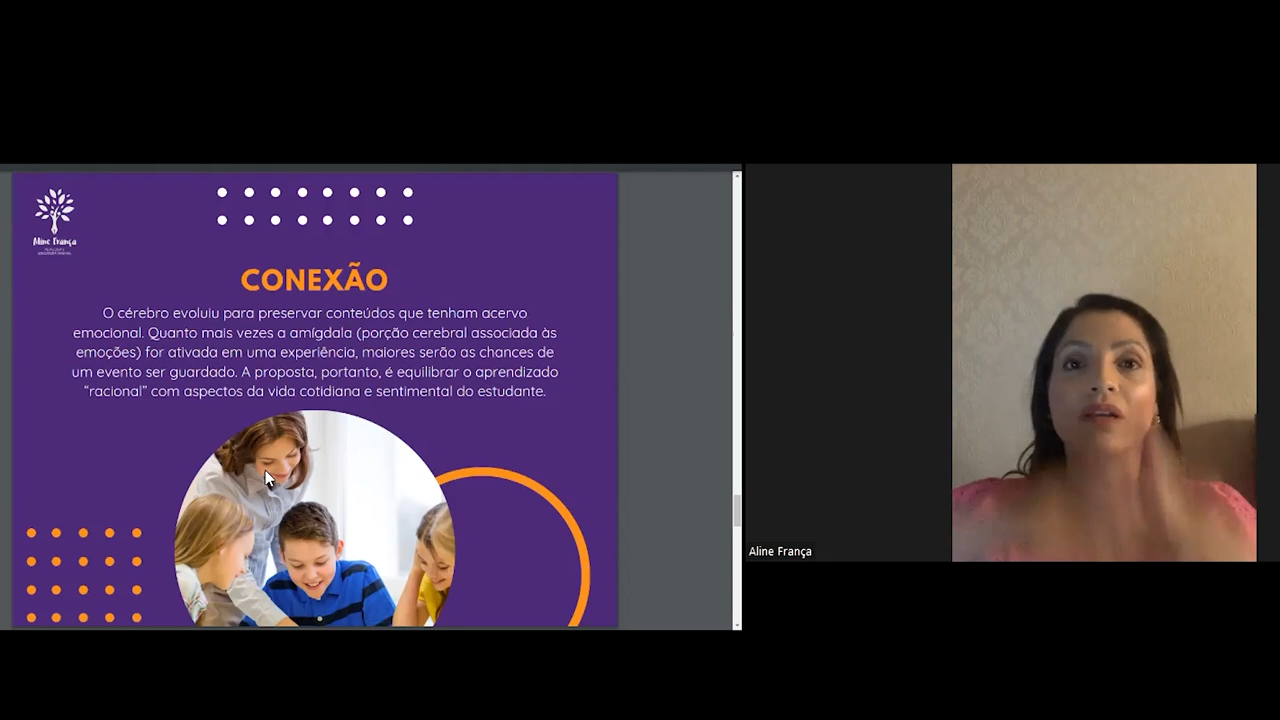 Aline França
CONEXÃO
O cérebro evoluiu para preservar conteúdos que tenham acervo
emocional. Quanto mais vezes a amígdala (porção cerebral associada às
emoções) for ativada em uma experiência, maiores serão as chances de
um evento ser guardado. A proposta, portanto, é equilibrar o aprendizado
“racional” com aspectos da vida cotidiana e sentimental do estudante.
Aline França